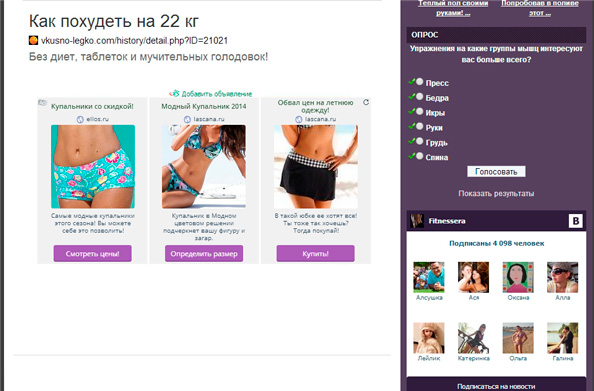 Как похудеть на 22 кг
vkusno-legko.com/history/detail.php?ID=21021
Без диет, таблеток и мучительных голодовок!
Добавить объявление
Купальники со скидкой!
ellos.ru
Самые модные купальники
этого сезона! Вы можете
себе это позволить!
Смотреть цены!
Модный Купальник 2014
lascana.ru
Купальник в Модном
цветовом решении
подчеркнет вашу фигуру и
загар.
Определить размер
Обвал цен на летнюю
одежду!
lascana.ru
В такой юбке ее хотят все!
Ты тоже так хочешь?
Тогда покупай!
Купить!
Теплый пол своими
руками! ...
Попробовав в поливе
этот ...
ОПРОС
Упражнения на какие группы мышц интересуют
вас больше всего?
Пресс
Бедра
Икры
Руки
Грудь
Спина
Голосовать
Показать результаты
Fitnessera
B
Подписаны 4 098 человек
Алсушка Ася Оксана Алла
Лейлик Катеринка Ольга Галина
Подписаться на новости